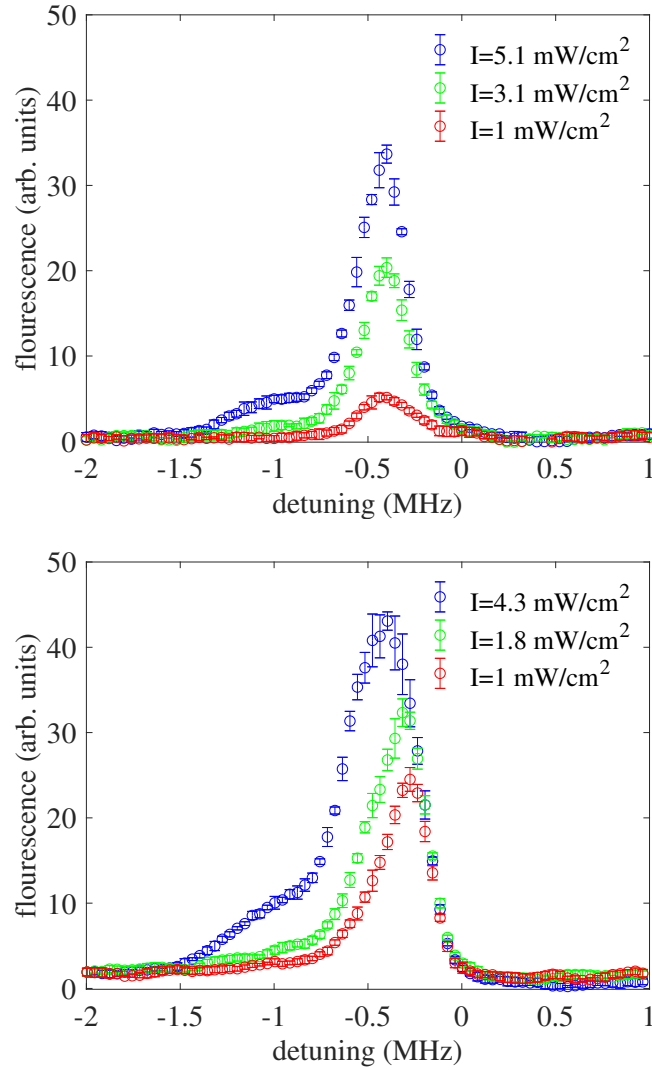 50
40
30
20
10
0
flourescence (arb. units)
I=5.1 mW/cm²
I=3.1 mW/cm²
I=1 mW/cm²
-2 -1.5 -1 -0.5 0 0.5 1
detuning (MHz)
50
40
30
20
10
0
flourescence (arb. units)
I=4.3 mW/cm²
I=1.8 mW/cm²
I=1 mW/cm²
-2 -1.5 -1 -0.5 0 0.5 1
detuning (MHz)